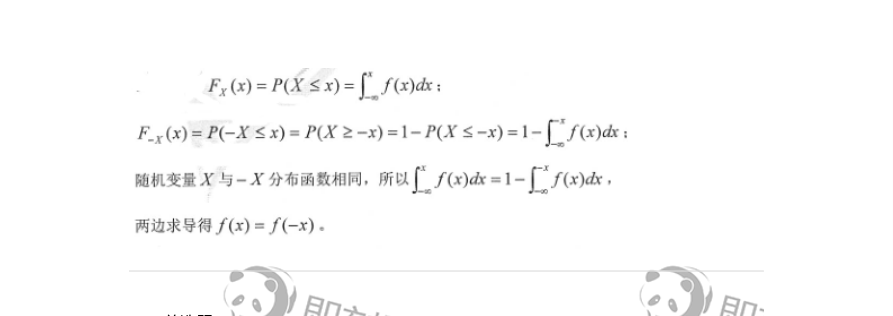 F_X(x) = P(X ≤ x) = ∫_{-∞}^{x} f(x)dx；
F_{-X}(x) = P(-X ≤ x) = P(X ≥ -x) = 1 - P(X ≤ -x) = 1 - ∫_{-∞}^{-x} f(x)dx；
随机变量 X 与 - X 分布函数相同，所以 ∫_{-∞}^{x} f(x)dx = 1 - ∫_{-∞}^{-x} f(x)dx，
两边求导得 f(x) = f(-x)。